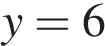 y = 6